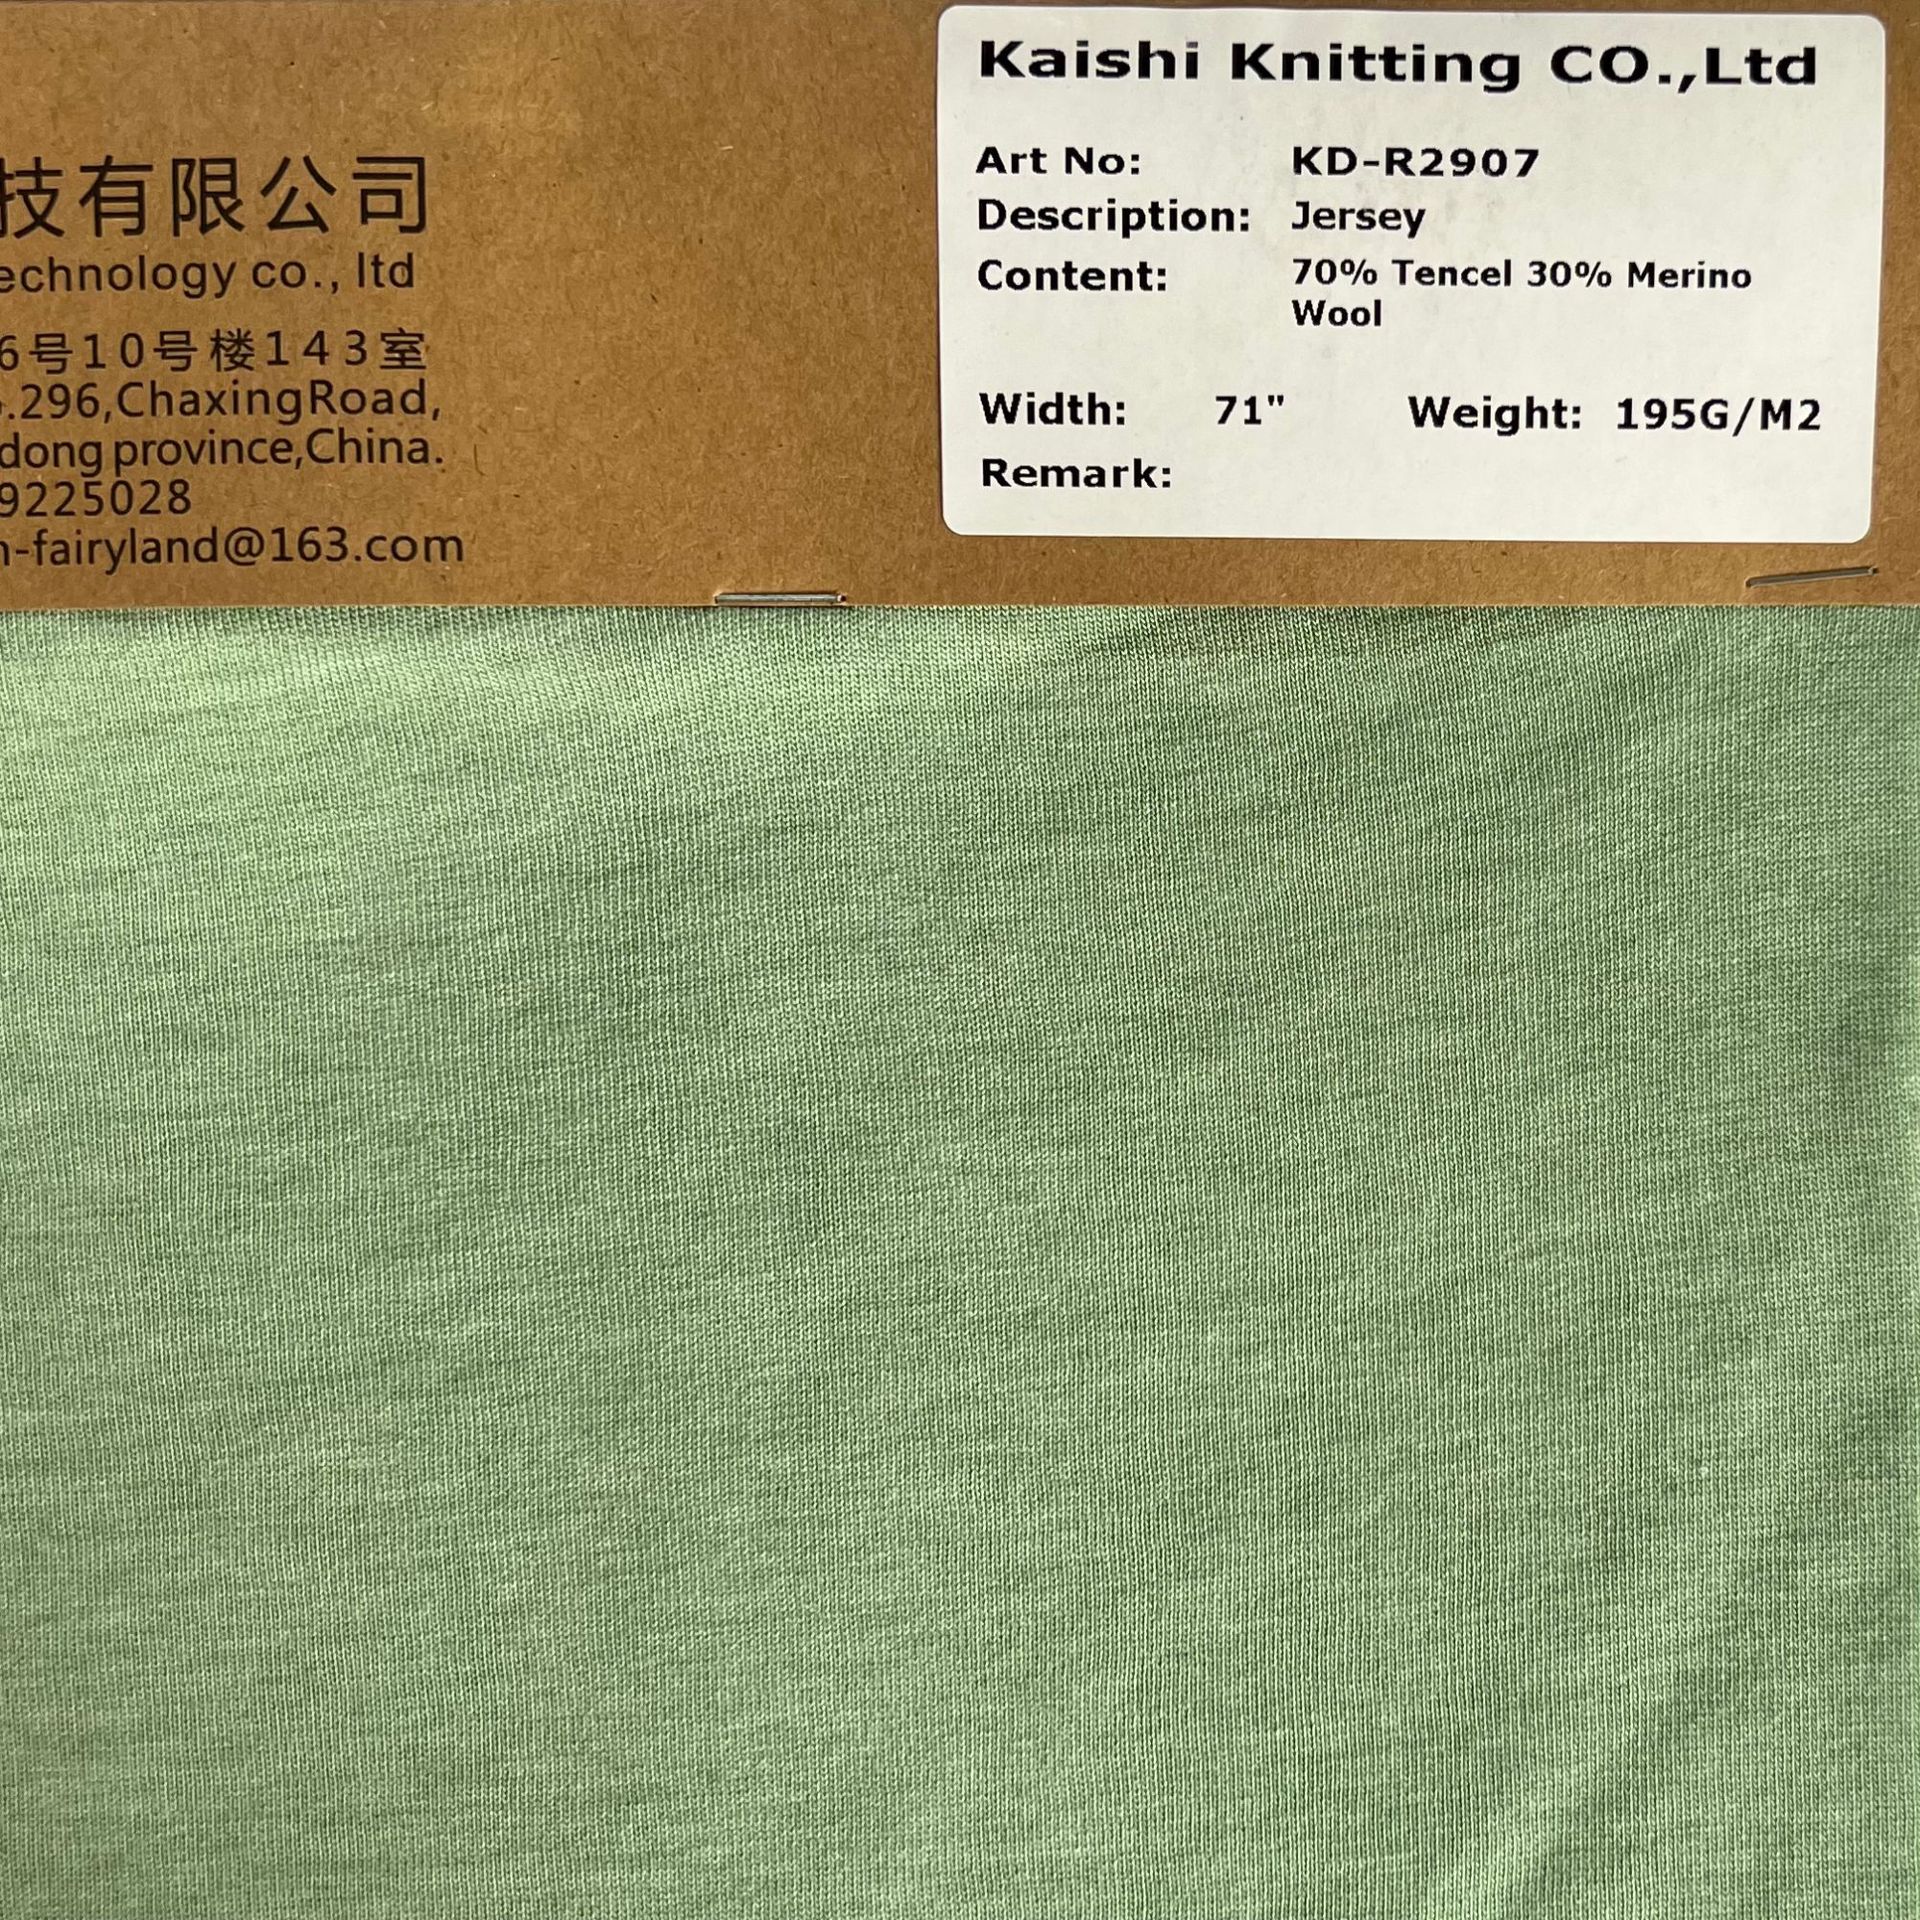 技有限公司
echnology co., ltd
6号10号楼143室
.296,ChaxingRoad,
dong province,China.
9225028
-fairyland@163.com
Kaishi Knitting CO.,Ltd
Art No: KD-R2907
Description: Jersey
Content: 70% Tencel 30% Merino
Wool
Width: 71" Weight: 195G/M2
Remark: